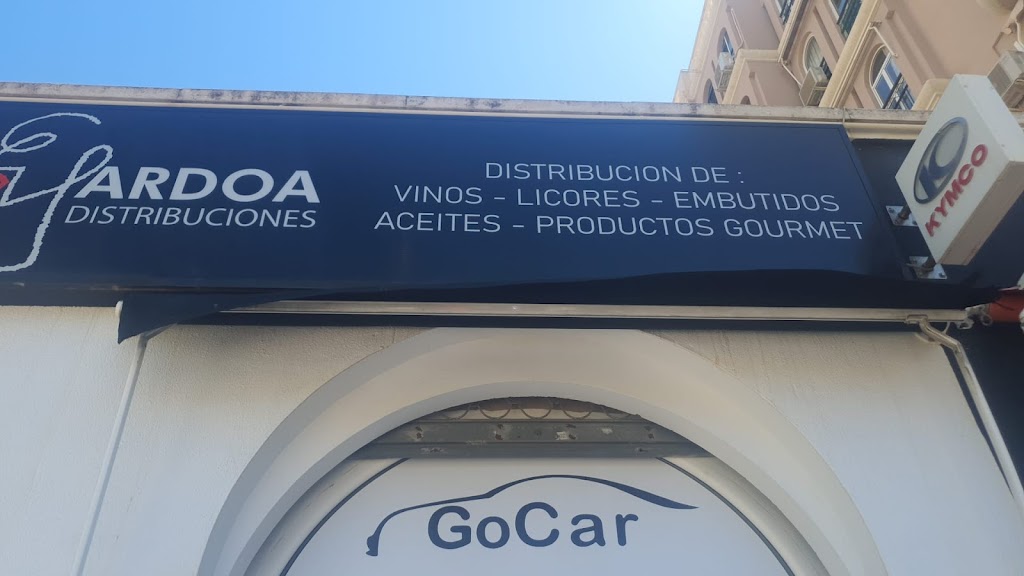 ARDOA
DISTRIBUCIONES
DISTRIBUCION DE :
VINOS - LICORES - EMBUTIDOS
ACEITES - PRODUCTOS GOURMET
KYMCO
GoCar